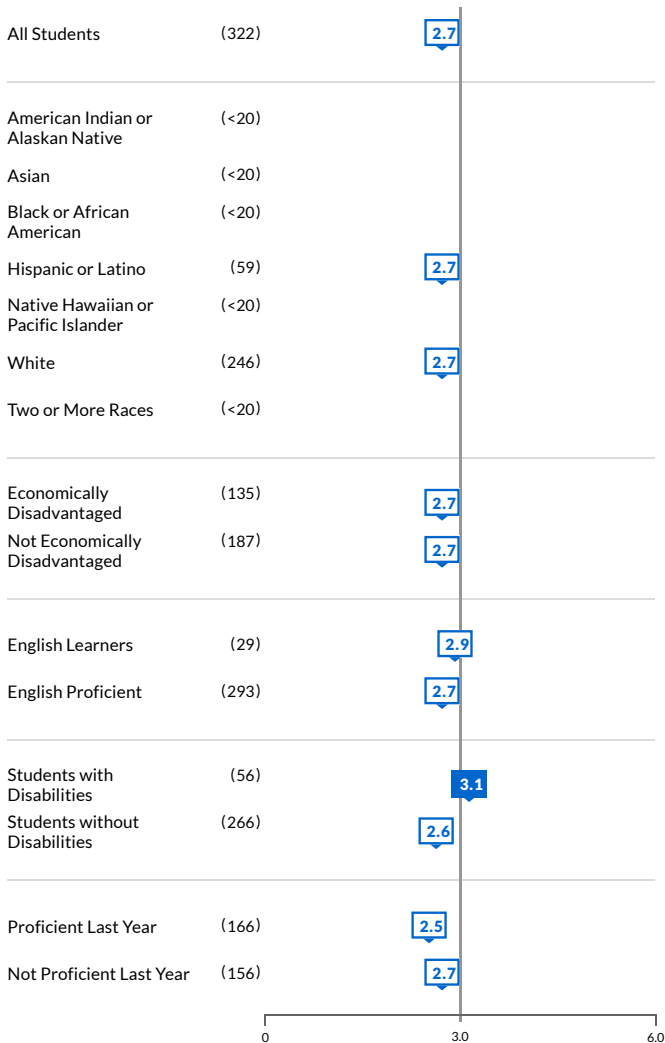 All Students (322) 2.7
American Indian or (<20)
Alaskan Native
Asian (<20)
Black or African (<20)
American
Hispanic or Latino (59) 2.7
Native Hawaiian or (<20)
Pacific Islander
White (246) 2.7
Two or More Races (<20)
Economically (135) 2.7
Disadvantaged
Not Economically (187) 2.7
Disadvantaged
English Learners (29) 2.9
English Proficient (293) 2.7
Students with (56) 3.1
Disabilities
Students without (266) 2.6
Disabilities
Proficient Last Year (166) 2.5
Not Proficient Last Year (156) 2.7
0 3.0 6.0